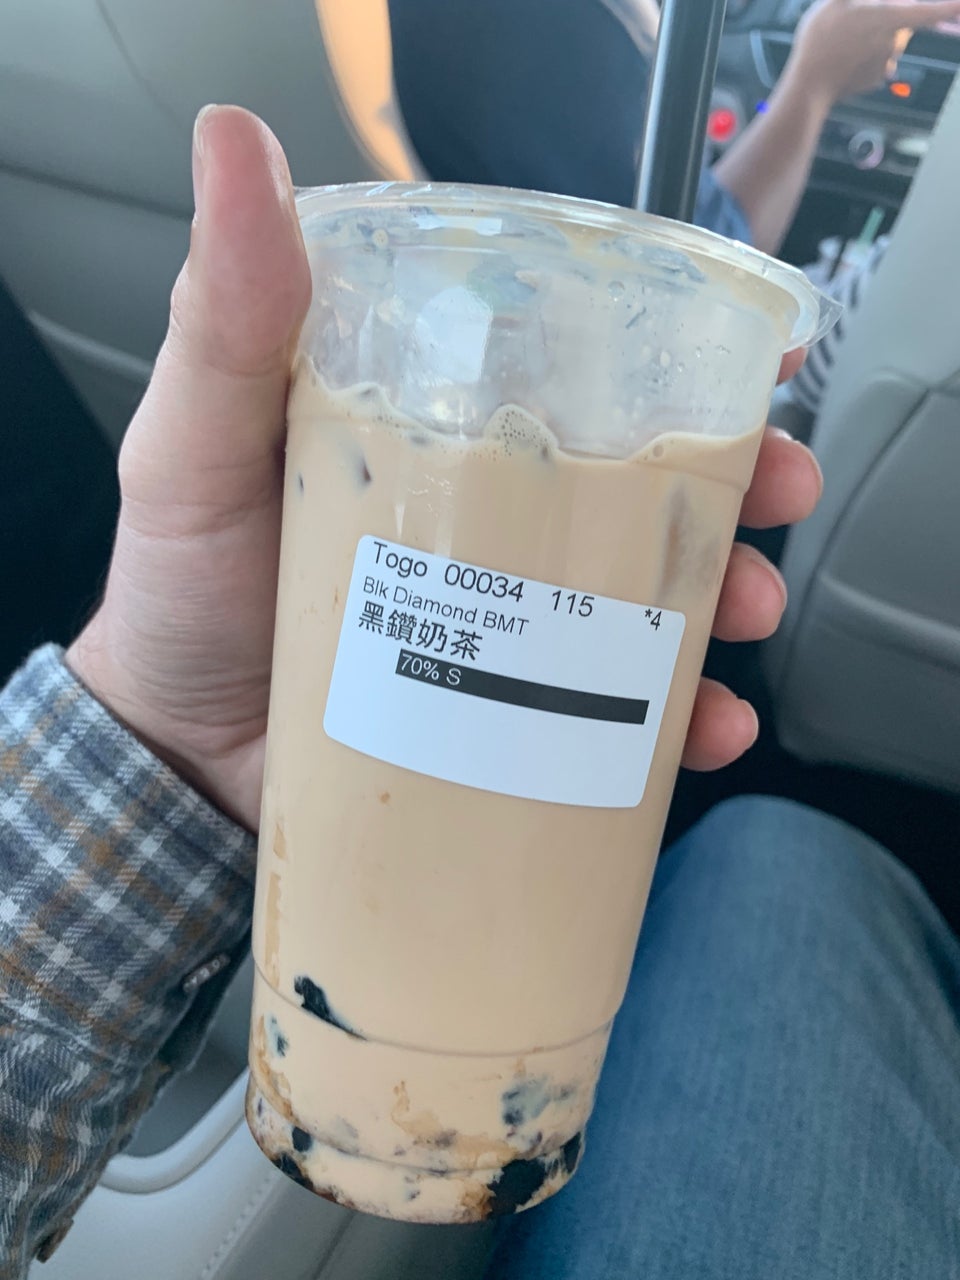 Togo 00034 115 *4
Blk Diamond BMT
黑鑽奶茶
70% S